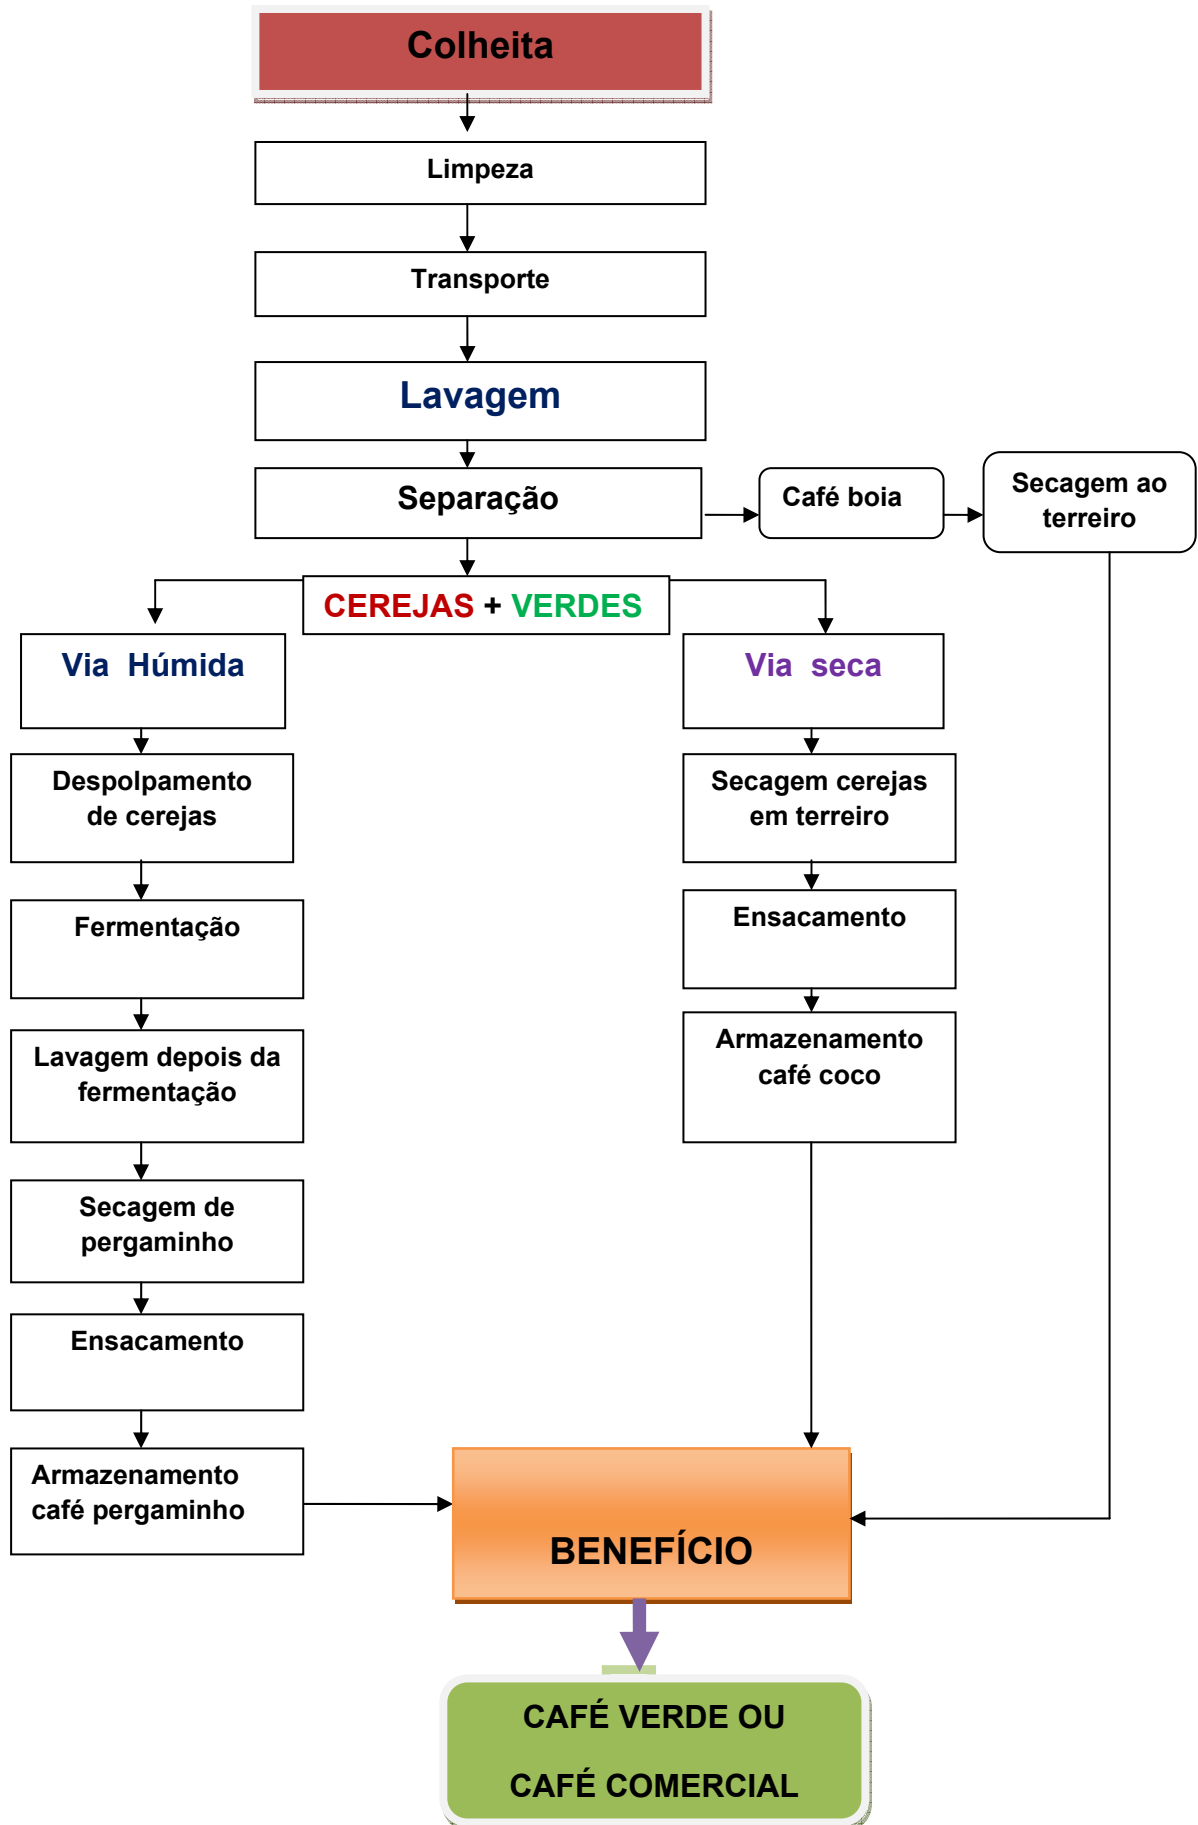 Colheita
Limpeza
Transporte
Lavagem
Separação
Café boia
Secagem ao
terreiro
CEREJAS + VERDES
Via Húmida
Despolpamento
de cerejas
Fermentação
Lavagem depois da
fermentação
Secagem de
pergaminho
Ensacamento
Armazenamento
café pergaminho
Via seca
Secagem cerejas
em terreiro
Ensacamento
Armazenamento
café coco
BENEFÍCIO
CAFÉ VERDE OU
CAFÉ COMERCIAL